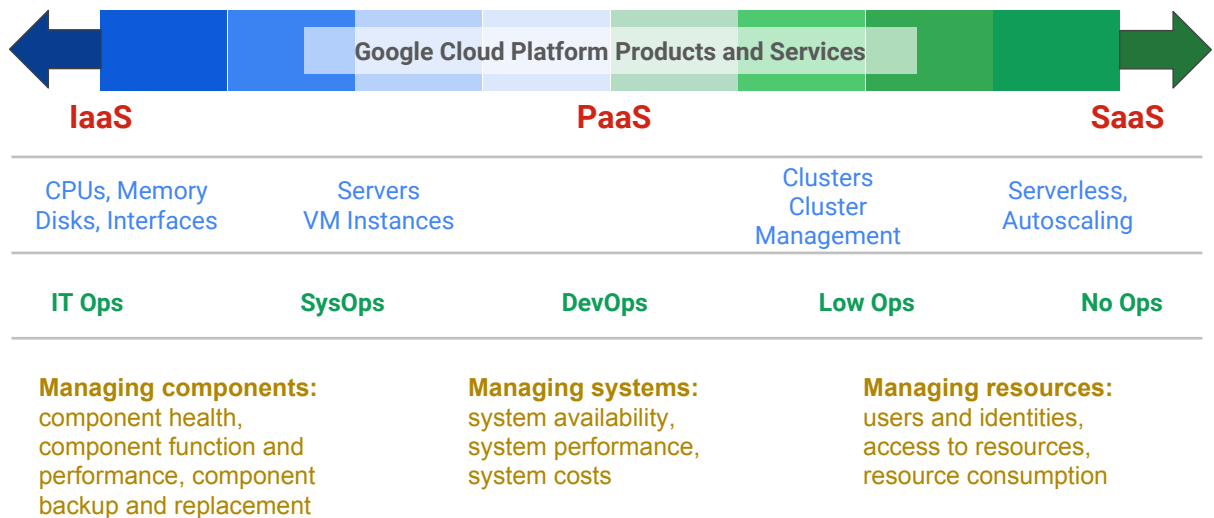 Google Cloud Platform Products and Services
IaaS
PaaS
SaaS
CPUs, Memory
Disks, Interfaces
Servers
VM Instances
Clusters
Cluster
Management
Serverless,
Autoscaling
IT Ops
SysOps
DevOps
Low Ops
No Ops
Managing components:
component health,
component function and
performance, component
backup and replacement
Managing systems:
system availability,
system performance,
system costs
Managing resources:
users and identities,
access to resources,
resource consumption